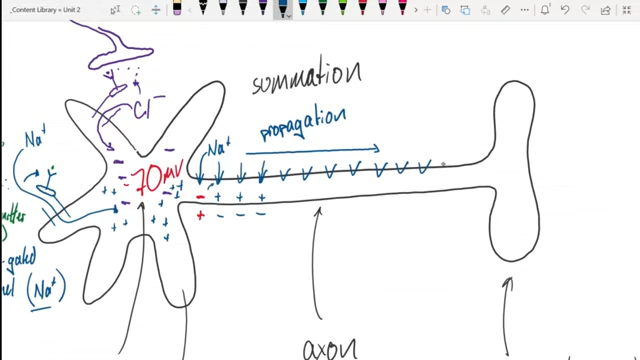 Content Library » Unit 2
summation
Cl⁻
propagation
Na⁺
Na⁺
-70mV
gated
(Na⁺)
axon